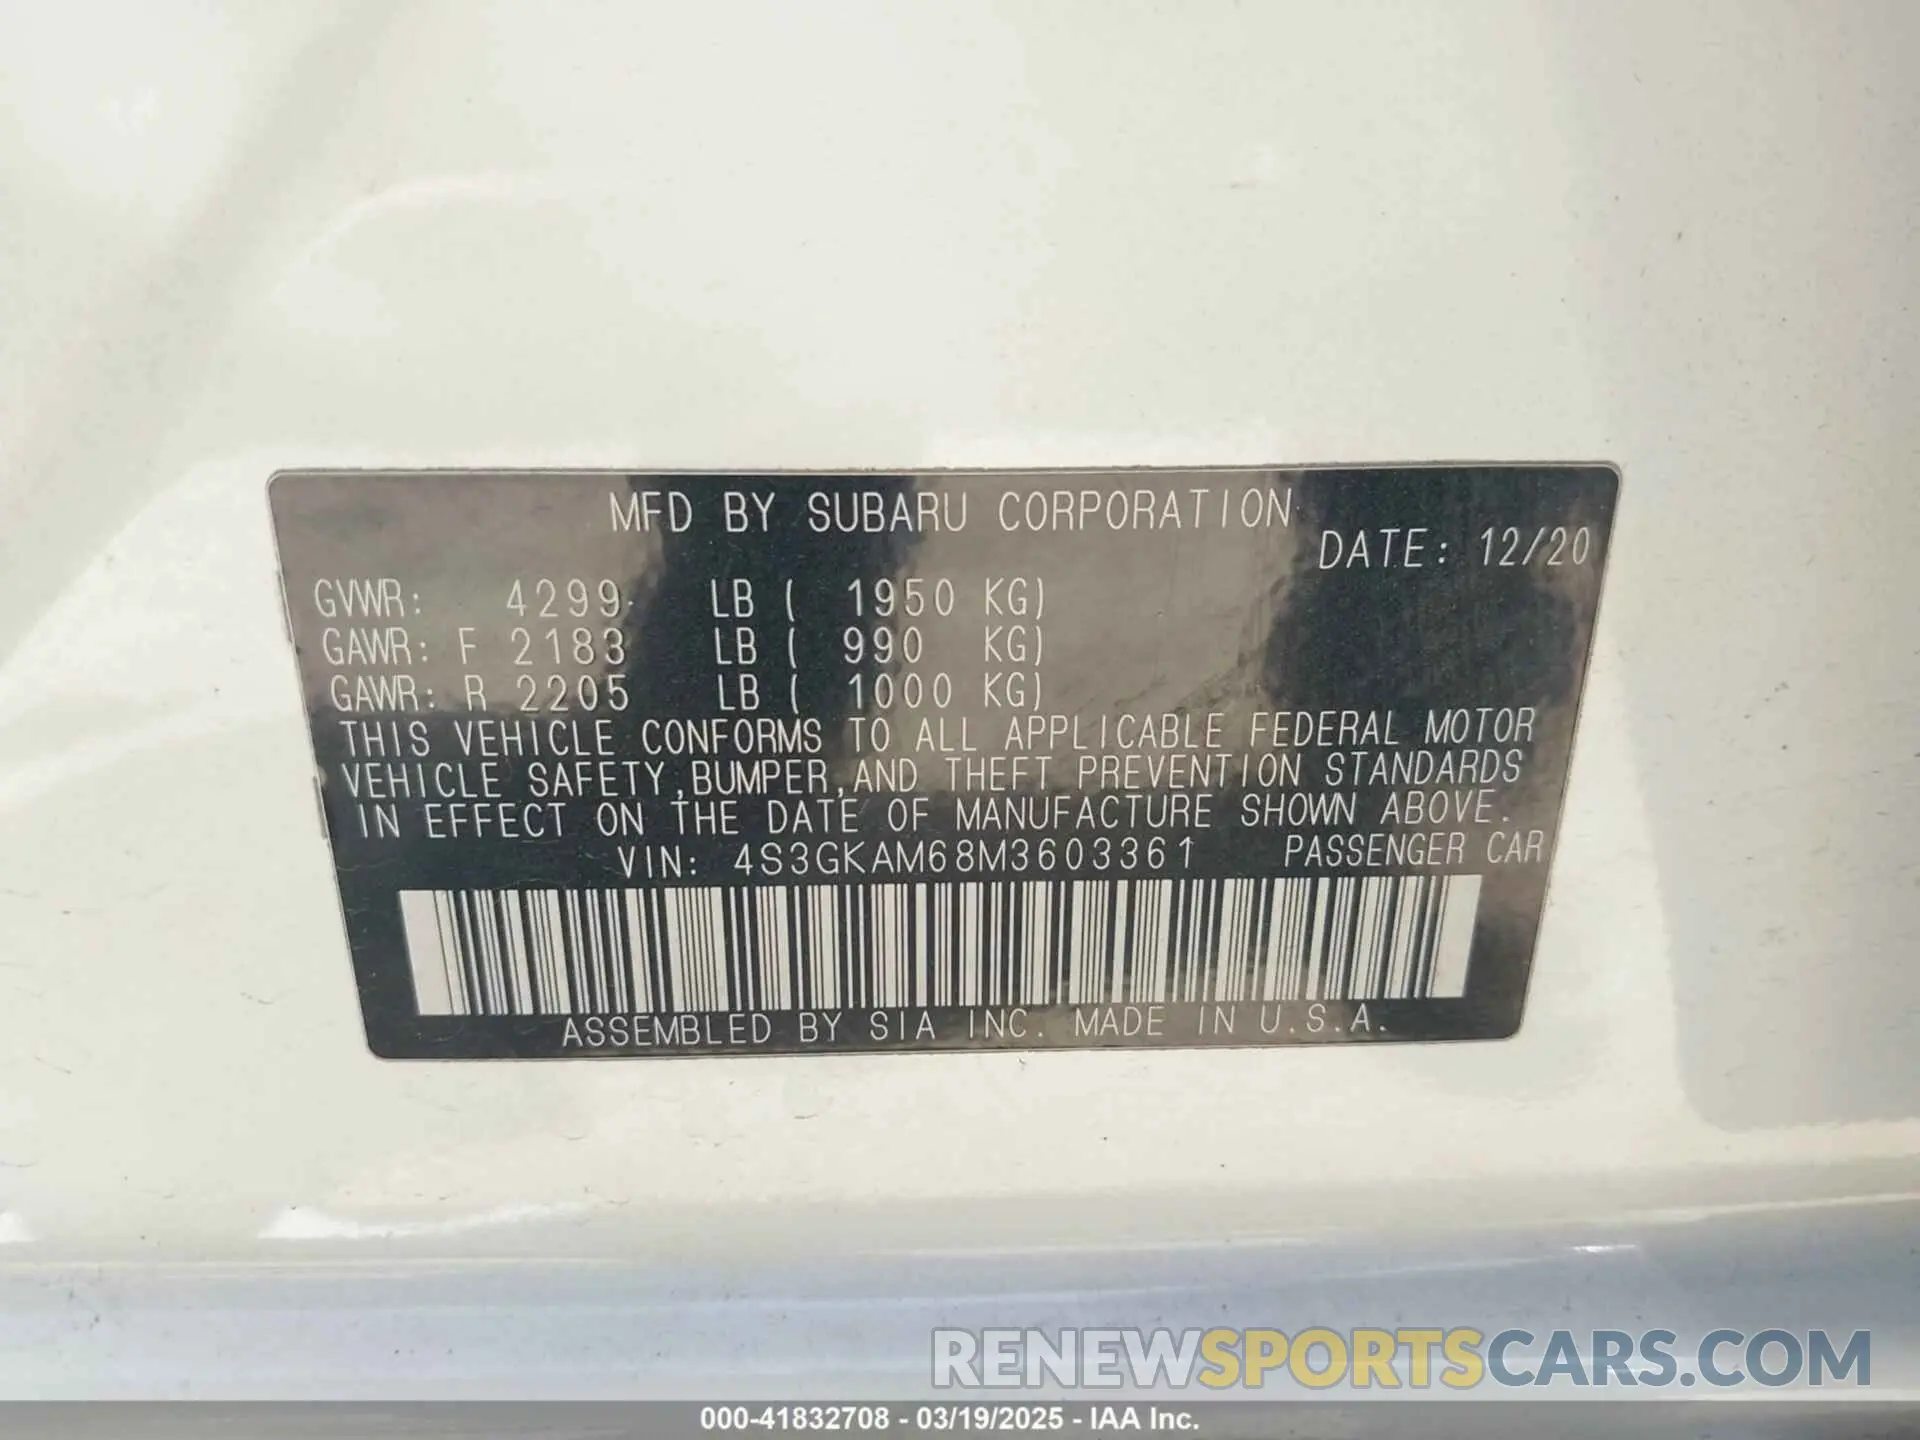 MFD BY SUBARU CORPORATION
DATE: 12/20
GVWR: 4299 LB ( 1950 KG)
GAWR: F 2183 LB ( 990 KG)
GAWR: R 2205 LB ( 1000 KG)
THIS VEHICLE CONFORMS TO ALL APPLICABLE FEDERAL MOTOR
VEHICLE SAFETY,BUMPER,AND THEFT PREVENTION STANDARDS
IN EFFECT ON THE DATE OF MANUFACTURE SHOWN ABOVE.
VIN: 4S3GKAM68M3603361 PASSENGER CAR
ASSEMBLED BY SIA INC. MADE IN U.S.A.
RENEWSPORTSCARS.COM
000-41832708 - 03/19/2025 - IAA Inc.